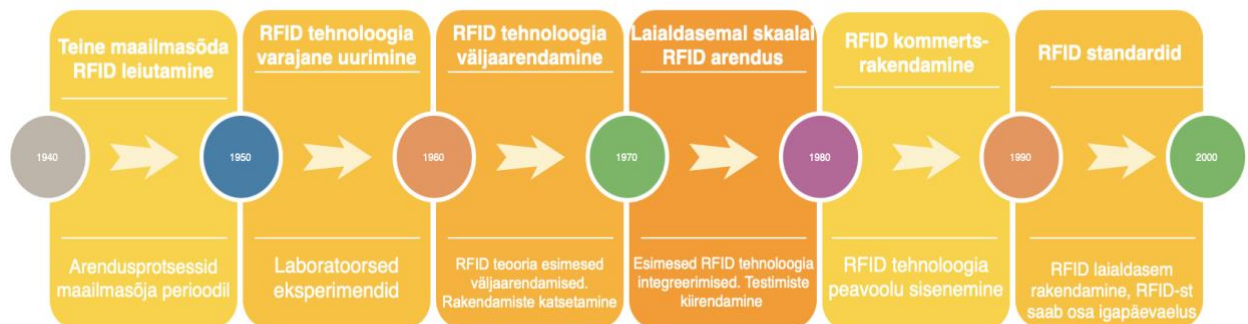 Teine maailmasõda
RFID leiutamine
RFID tehnoloogia
varajane uurimine
RFID tehnoloogia
väljaarendamine
Laialdasemal skaalal
RFID arendus
RFID kommerts-
rakendamine
RFID standardid
1940
1950
1960
1970
1980
1990
2000
Arendusprotsessid
maailmasõja perioodil
Laboratoorsed
eksperimendid
RFID teooria esimesed
väljaarendamised.
Rakendamiste katsetamine
Esimesed RFID tehnoloogia
integreerimised. Testimiste
kiirendamine
RFID tehnoloogia
peavoolu sisenemine
RFID laialdasem
rakendamine, RFID-st
saab osa igapäevaelus